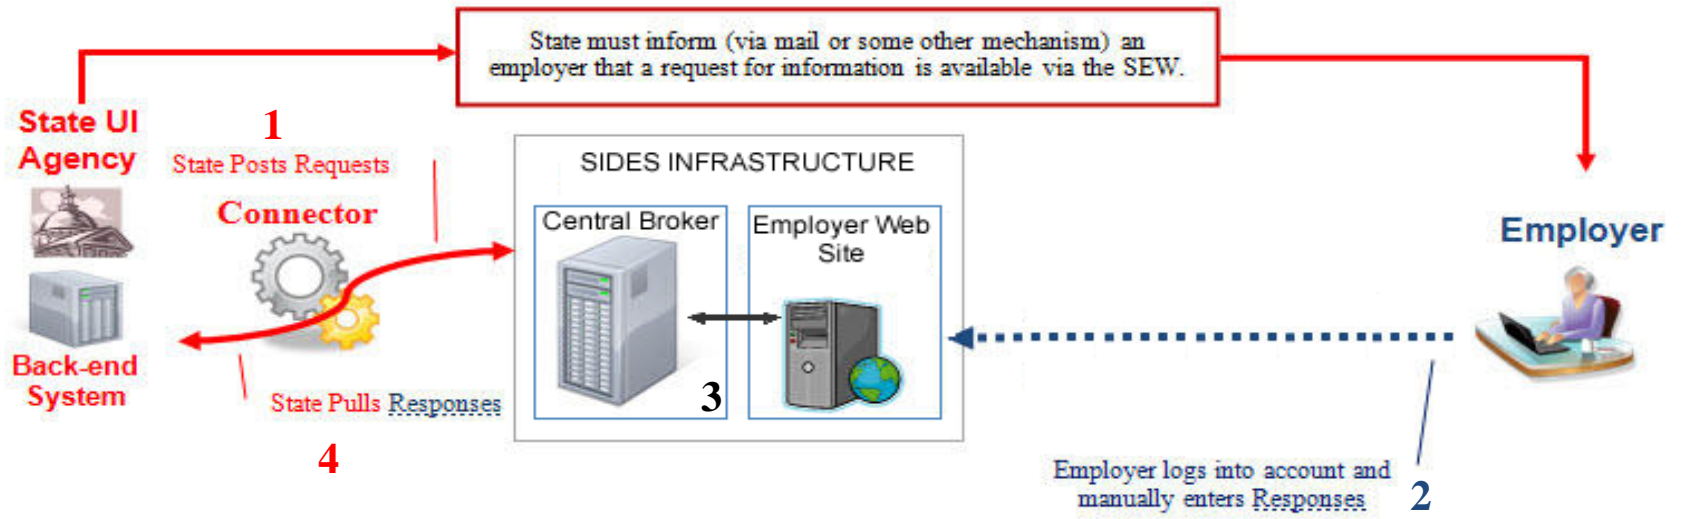 State must inform (via mail or some other mechanism) an
employer that a request for information is available via the SEW.
State UI
Agency
1
State Posts Requests
Connector
SIDES INFRASTRUCTURE
Central Broker
Employer Web
Site
Employer
Back-end
System
State Pulls Responses
4
3
Employer logs into account and
manually enters Responses
2